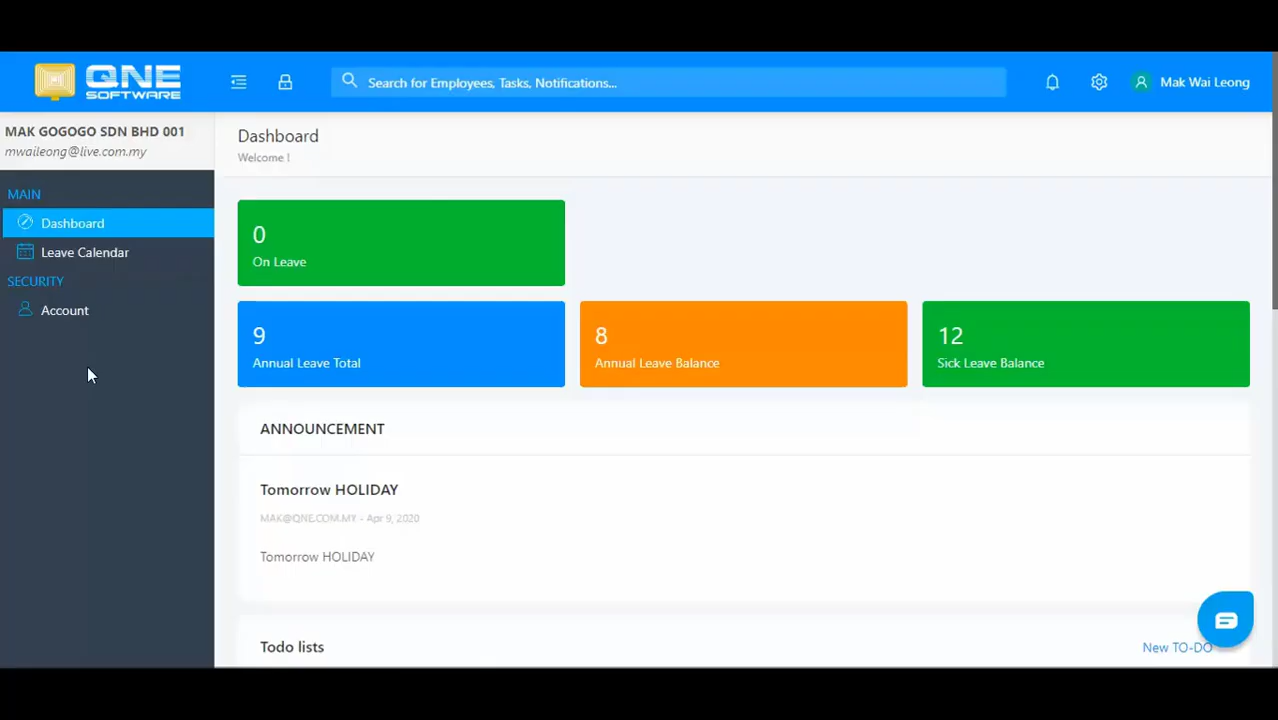 QNE
SOFTWARE
Search for Employees, Tasks, Notifications...
Mak Wai Leong
MAK GOGOGO SDN BHD 001
mwaileong@live.com.my
MAIN
Dashboard
Leave Calendar
SECURITY
Account
Dashboard
Welcome !
0
On Leave
9
Annual Leave Total
8
Annual Leave Balance
12
Sick Leave Balance
ANNOUNCEMENT
Tomorrow HOLIDAY
MAK@QNE.COM.MY - Apr 9, 2020
Tomorrow HOLIDAY
Todo lists
New TO-DO